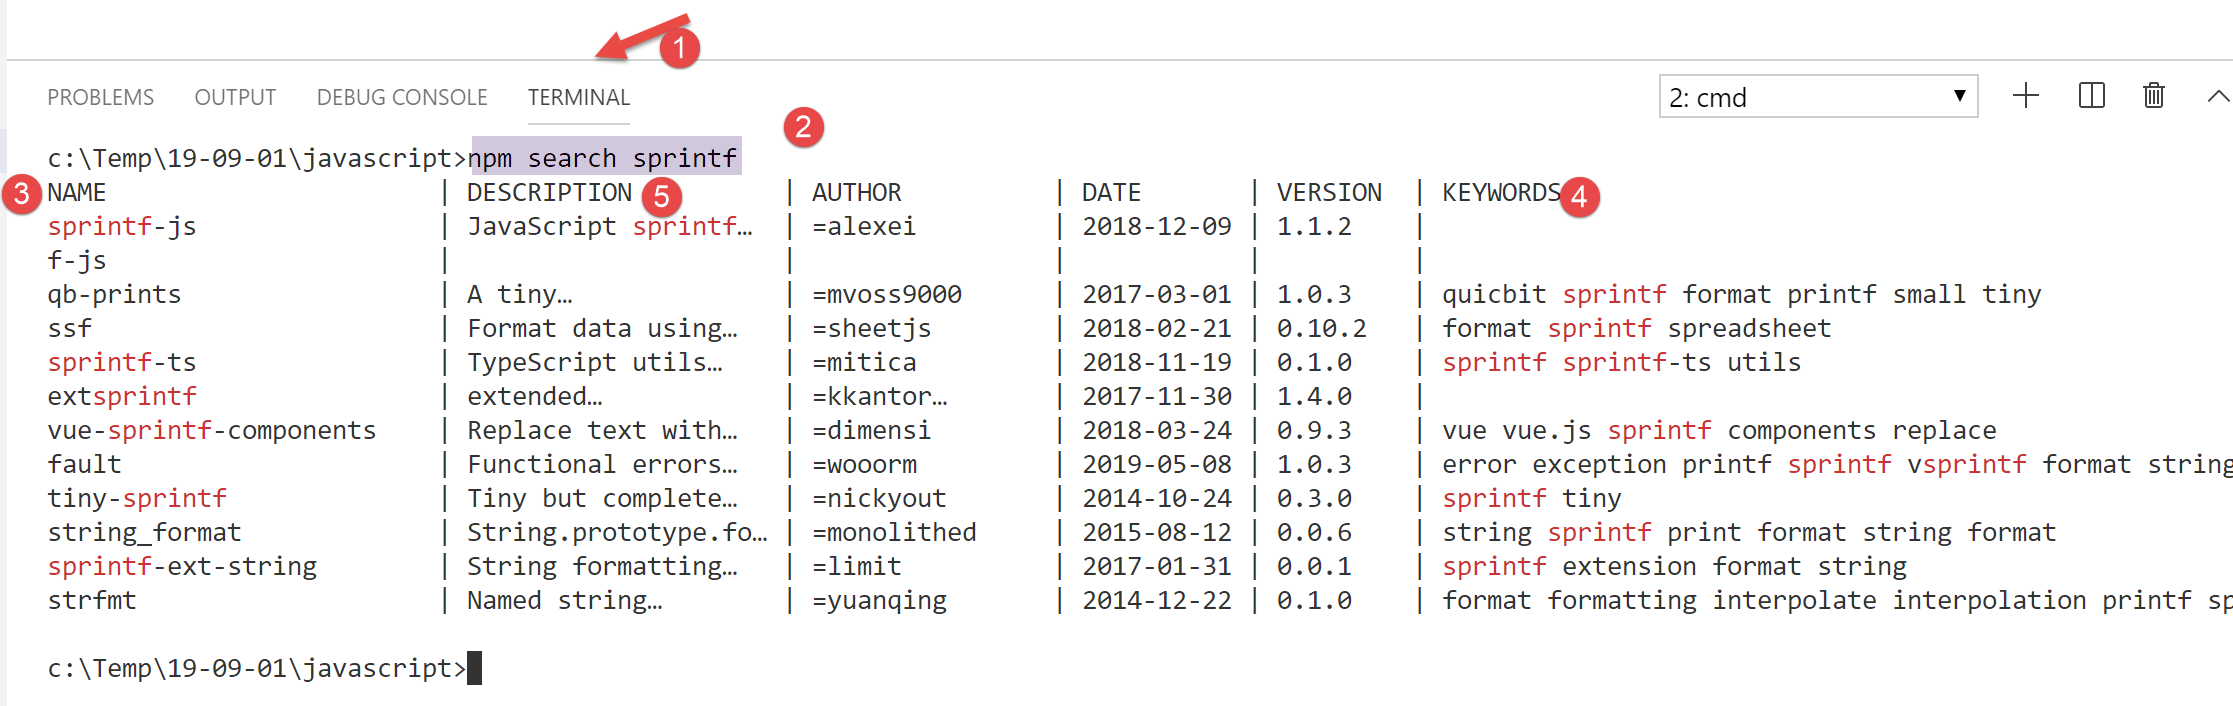 1
PROBLEMS OUTPUT DEBUG CONSOLE TERMINAL 2: cmd
2
c:\Temp\19-09-01\javascript>npm search sprintf
3 NAME | DESCRIPTION 5 | AUTHOR | DATE | VERSION | KEYWORDS 4
sprintf-js | JavaScript sprintf… | =alexei | 2018-12-09 | 1.1.2 |
f-js | | | | |
qb-prints | A tiny… | =mvoss9000 | 2017-03-01 | 1.0.3 | quicbit sprintf format printf small tiny
ssf | Format data using… | =sheetjs | 2018-02-21 | 0.10.2 | format sprintf spreadsheet
sprintf-ts | TypeScript utils… | =mitica | 2018-11-19 | 0.1.0 | sprintf sprintf-ts utils
extsprintf | extended… | =kkantor… | 2017-11-30 | 1.4.0 |
vue-sprintf-components | Replace text with… | =dimensi | 2018-03-24 | 0.9.3 | vue vue.js sprintf components replace
fault | Functional errors… | =wooorm | 2019-05-08 | 1.0.3 | error exception printf sprintf vsprintf format string
tiny-sprintf | Tiny but complete… | =nickyout | 2014-10-24 | 0.3.0 | sprintf tiny
string_format | String.prototype.fo… | =monolithed | 2015-08-12 | 0.0.6 | string sprintf print format string format
sprintf-ext-string | String formatting… | =limit | 2017-01-31 | 0.0.1 | sprintf extension format string
strfmt | Named string… | =yuanqing | 2014-12-22 | 0.1.0 | format formatting interpolate interpolation printf sp
c:\Temp\19-09-01\javascript>